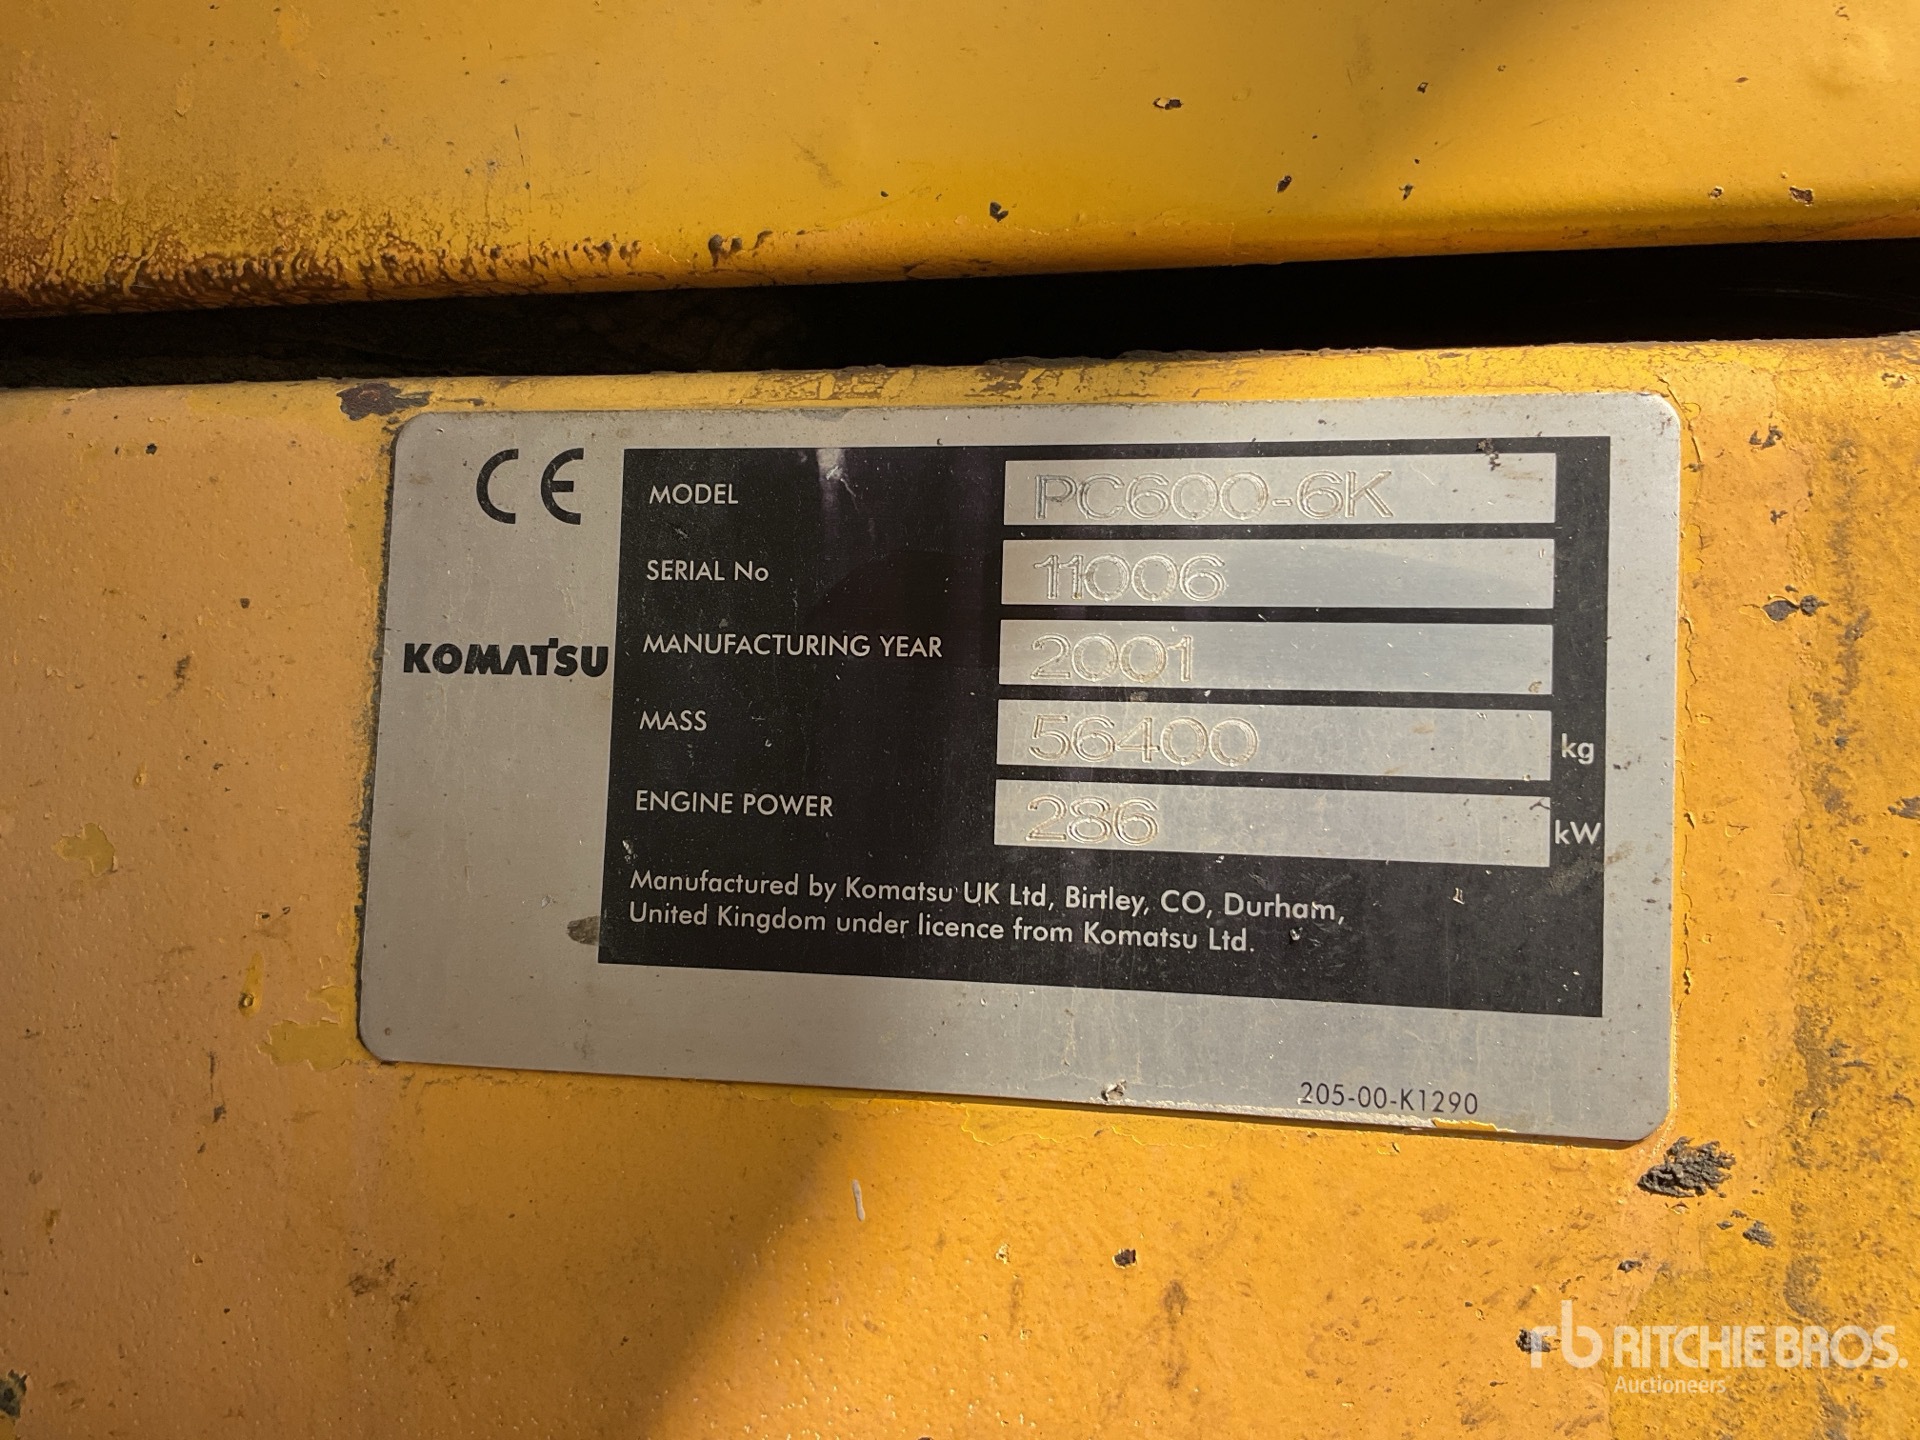 CE
KOMATSU
MODEL PC600-6K
SERIAL No 11006
MANUFACTURING YEAR 2001
MASS 56400 kg
ENGINE POWER 286 kW
Manufactured by Komatsu UK Ltd, Birtley, CO, Durham,
United Kingdom under licence from Komatsu Ltd.
205-00-K1290
rb RITCHIE BROS.
Auctioneers